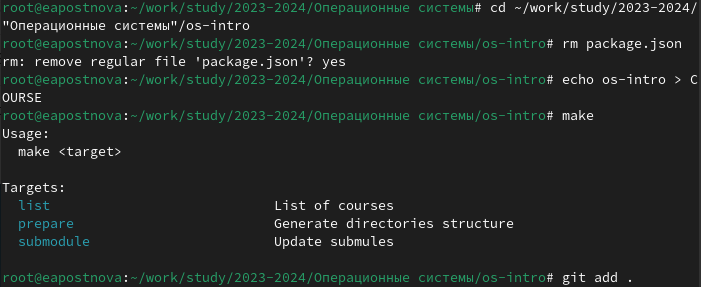 root@eapostnova:~/work/study/2023-2024/Операционные системы# cd ~/work/study/2023-2024/
"Операционные системы"/os-intro
root@eapostnova:~/work/study/2023-2024/Операционные системы/os-intro# rm package.json
rm: remove regular file 'package.json'? yes
root@eapostnova:~/work/study/2023-2024/Операционные системы/os-intro# echo os-intro > C
OURSE
root@eapostnova:~/work/study/2023-2024/Операционные системы/os-intro# make
Usage:
  make <target>

Targets:
  list                            List of courses
  prepare                         Generate directories structure
  submodule                       Update submules

root@eapostnova:~/work/study/2023-2024/Операционные системы/os-intro# git add .